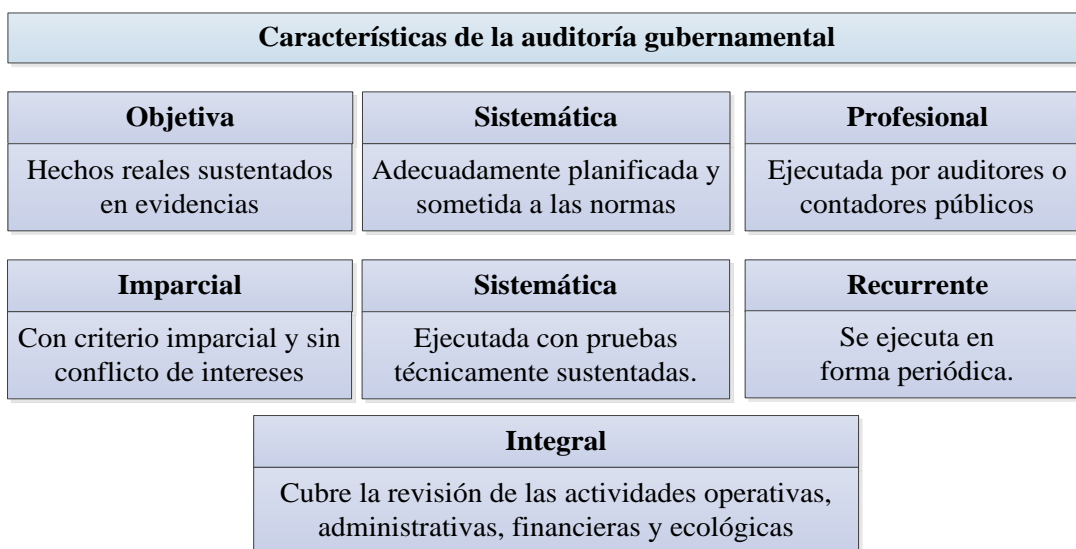 Características de la auditoría gubernamental
Objetiva
Hechos reales sustentados
en evidencias
Sistemática
Adecuadamente planificada y
sometida a las normas
Profesional
Ejecutada por auditores o
contadores públicos
Imparcial
Con criterio imparcial y sin
conflicto de intereses
Sistemática
Ejecutada con pruebas
técnicamente sustentadas.
Recurrente
Se ejecuta en
forma periódica.
Integral
Cubre la revisión de las actividades operativas,
administrativas, financieras y ecológicas